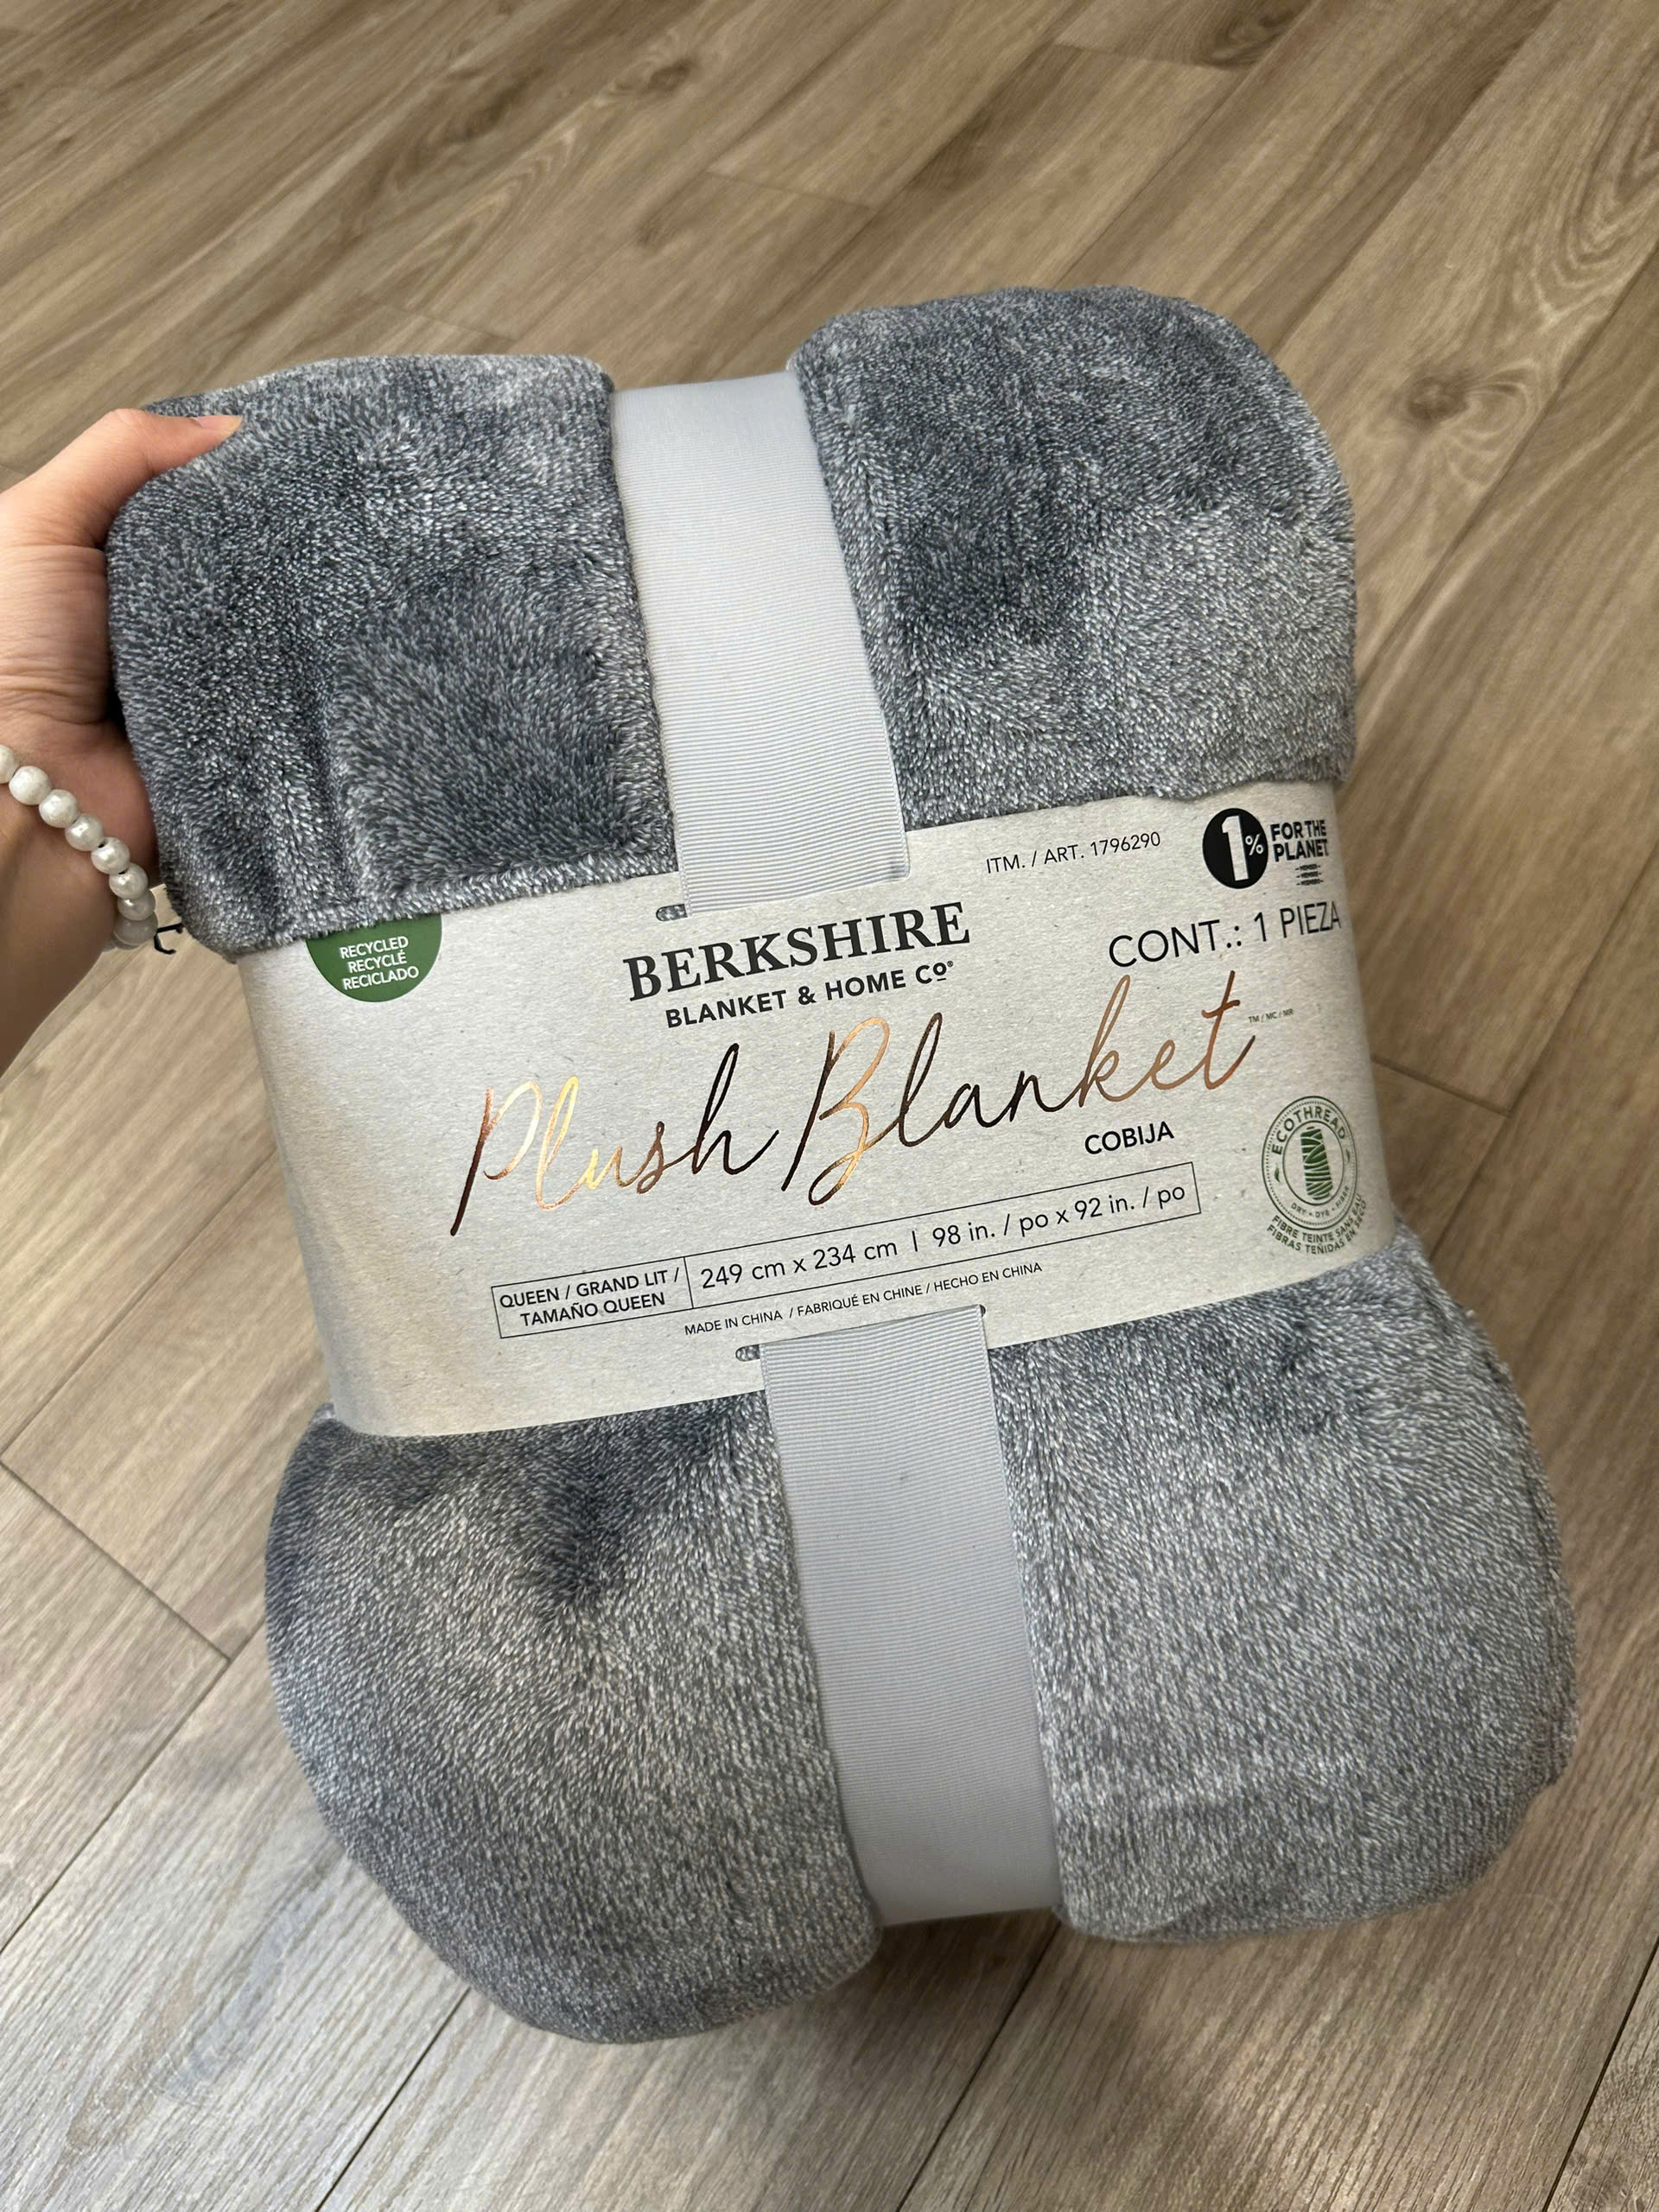 ITM. / ART. 1796290
1% FOR THE
PLANET
RECYCLED
RECYCLÉ
RECICLADO
BERKSHIRE
BLANKET & HOME Cº®
CONT.: 1 PIEZA
Plush Blanket
TM / MC / MR
COBIJA
ECOTHREAD
DRY • DYE • FIBER
FIBRE TEINTE SANS EAU
FIBRAS TEÑIDAS EN SECO
QUEEN / GRAND LIT /
TAMAÑO QUEEN
249 cm x 234 cm | 98 in. / po x 92 in. / po
MADE IN CHINA / FABRIQUÉ EN CHINE / HECHO EN CHINA